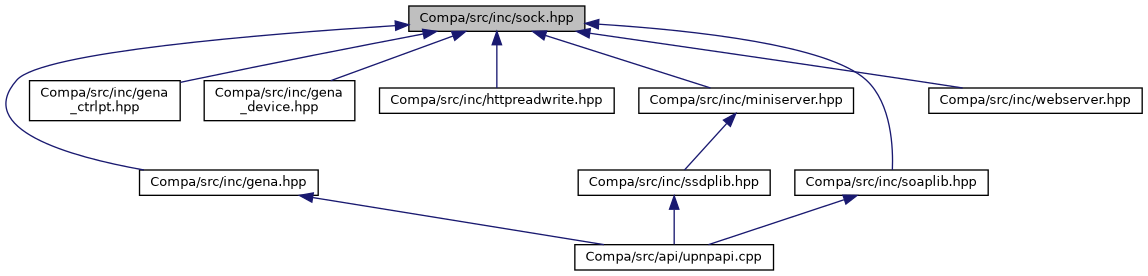 Compa/src/inc/sock.hpp
Compa/src/inc/gena
_ctrlpt.hpp
Compa/src/inc/gena
_device.hpp
Compa/src/inc/httpreadwrite.hpp
Compa/src/inc/miniserver.hpp
Compa/src/inc/webserver.hpp
Compa/src/inc/gena.hpp
Compa/src/inc/ssdplib.hpp
Compa/src/inc/soaplib.hpp
Compa/src/api/upnpapi.cpp